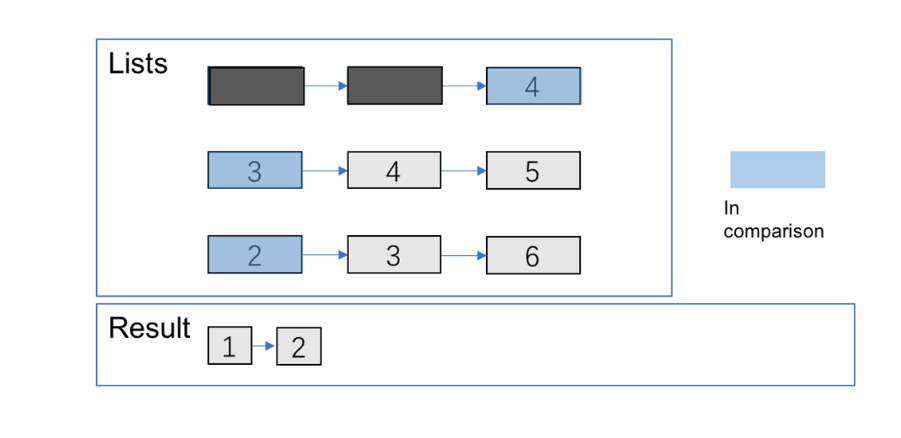 Lists
4
3 4 5
2 3 6
In
comparison
Result
1 2